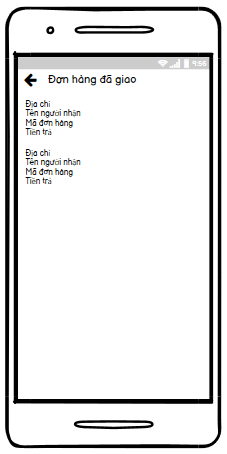 9:56
Đơn hàng đã giao
Địa chỉ
Tên người nhận
Mã đơn hàng
Tiền trả
Địa chỉ
Tên người nhận
Mã đơn hàng
Tiền trả